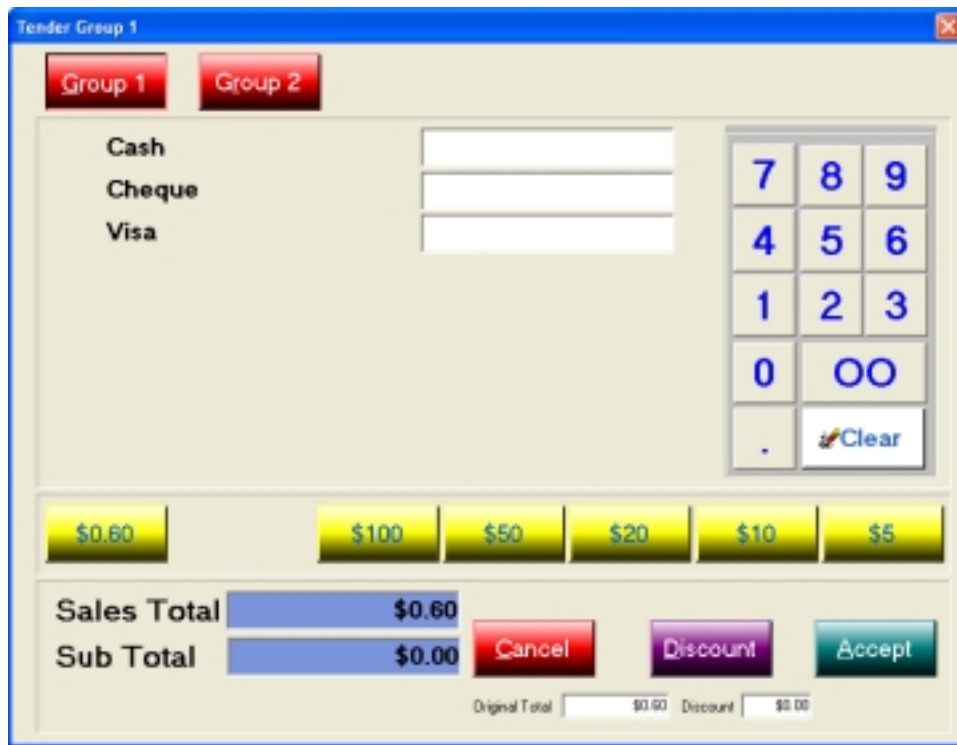 Tender Group 1
Group 1 Group 2
Cash
Cheque
Visa
7 8 9
4 5 6
1 2 3
0 00
. Clear
$0.60 $100 $50 $20 $10 $5
Sales Total $0.60
Sub Total $0.00
Cancel Discount Accept
Original Total $0.60 Discount $0.00